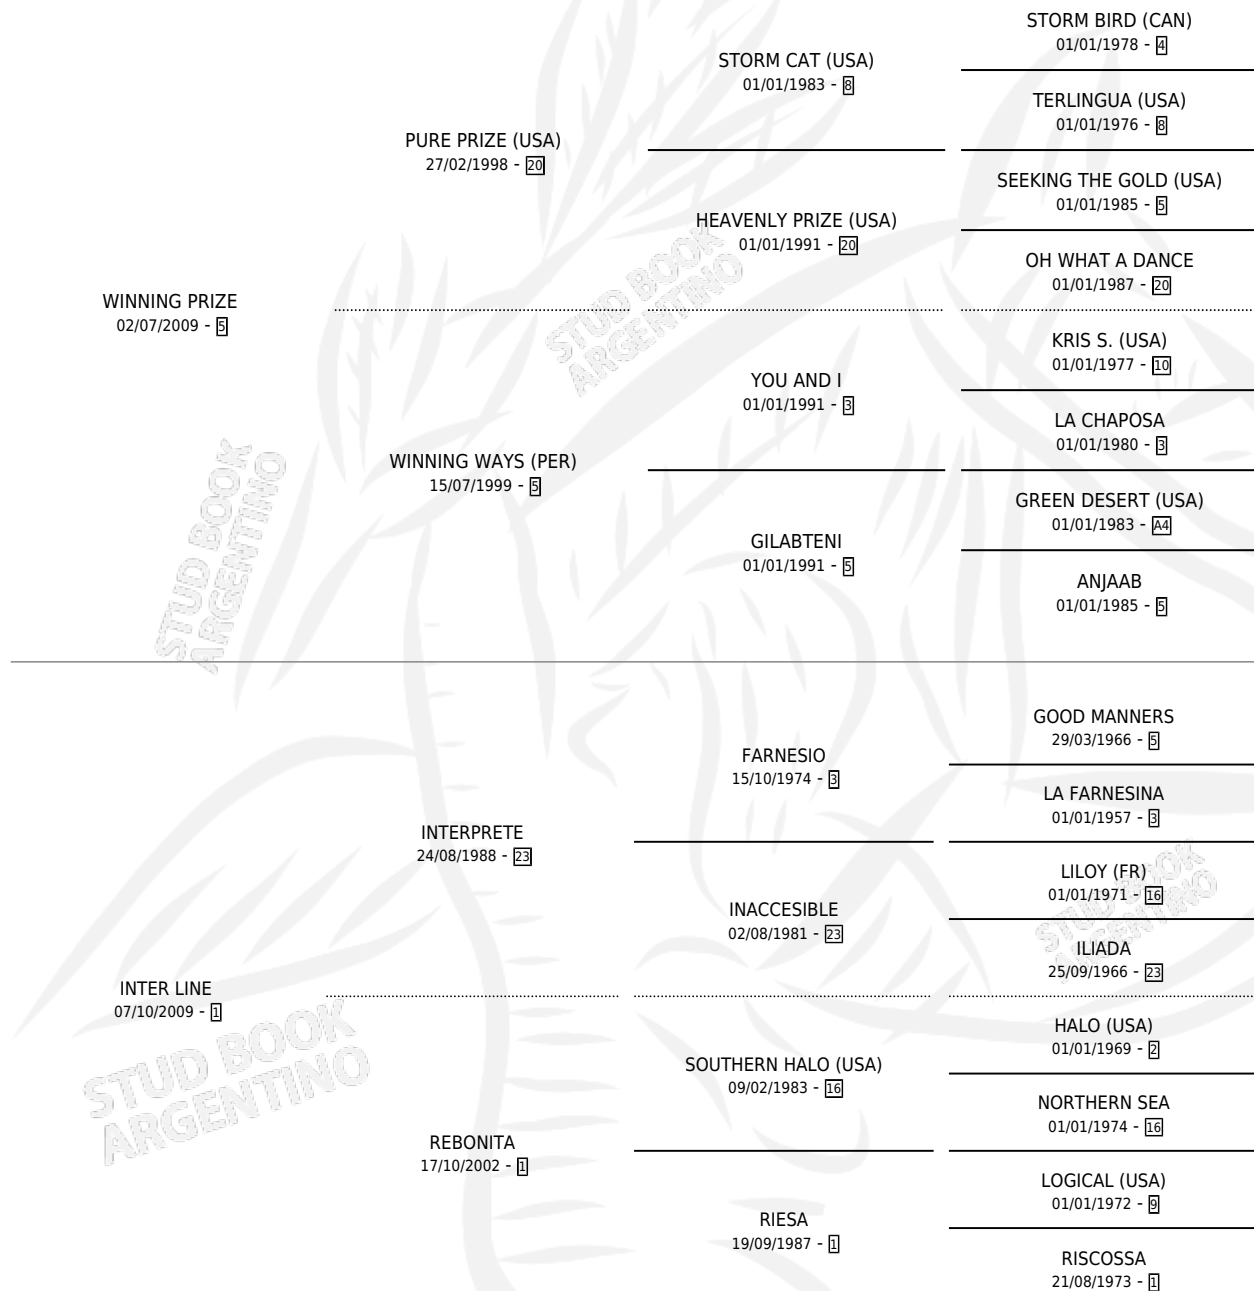 STORM BIRD (CAN)
01/01/1978 - 4
STORM CAT (USA)
01/01/1983 - 8
TERLINGUA (USA)
01/01/1976 - 8
PURE PRIZE (USA)
27/02/1998 - 20
SEEKING THE GOLD (USA)
01/01/1985 - 5
HEAVENLY PRIZE (USA)
01/01/1991 - 20
OH WHAT A DANCE
01/01/1987 - 20
WINNING PRIZE
02/07/2009 - 5
KRIS S. (USA)
01/01/1977 - 10
YOU AND I
01/01/1991 - 3
LA CHAPOSA
01/01/1980 - 3
WINNING WAYS (PER)
15/07/1999 - 5
GREEN DESERT (USA)
01/01/1983 - A4
GILABTENI
01/01/1991 - 5
ANJAAB
01/01/1985 - 5
GOOD MANNERS
29/03/1966 - 5
FARNESIO
15/10/1974 - 3
LA FARNESINA
01/01/1957 - 3
INTERPRETE
24/08/1988 - 23
LILOY (FR)
01/01/1971 - 16
INACCESIBLE
02/08/1981 - 23
ILIADA
25/09/1966 - 23
INTER LINE
07/10/2009 - 1
HALO (USA)
01/01/1969 - 2
SOUTHERN HALO (USA)
09/02/1983 - 16
NORTHERN SEA
01/01/1974 - 16
REBONITA
17/10/2002 - 1
LOGICAL (USA)
01/01/1972 - 9
RIESA
19/09/1987 - 1
RISCOSSA
21/08/1973 - 1
STUD BOOK
ARGENTINO
STUD BOOK
ARGENTINO
STUD BOOK
ARGENTINO
STUD BOOK
ARGENTINO